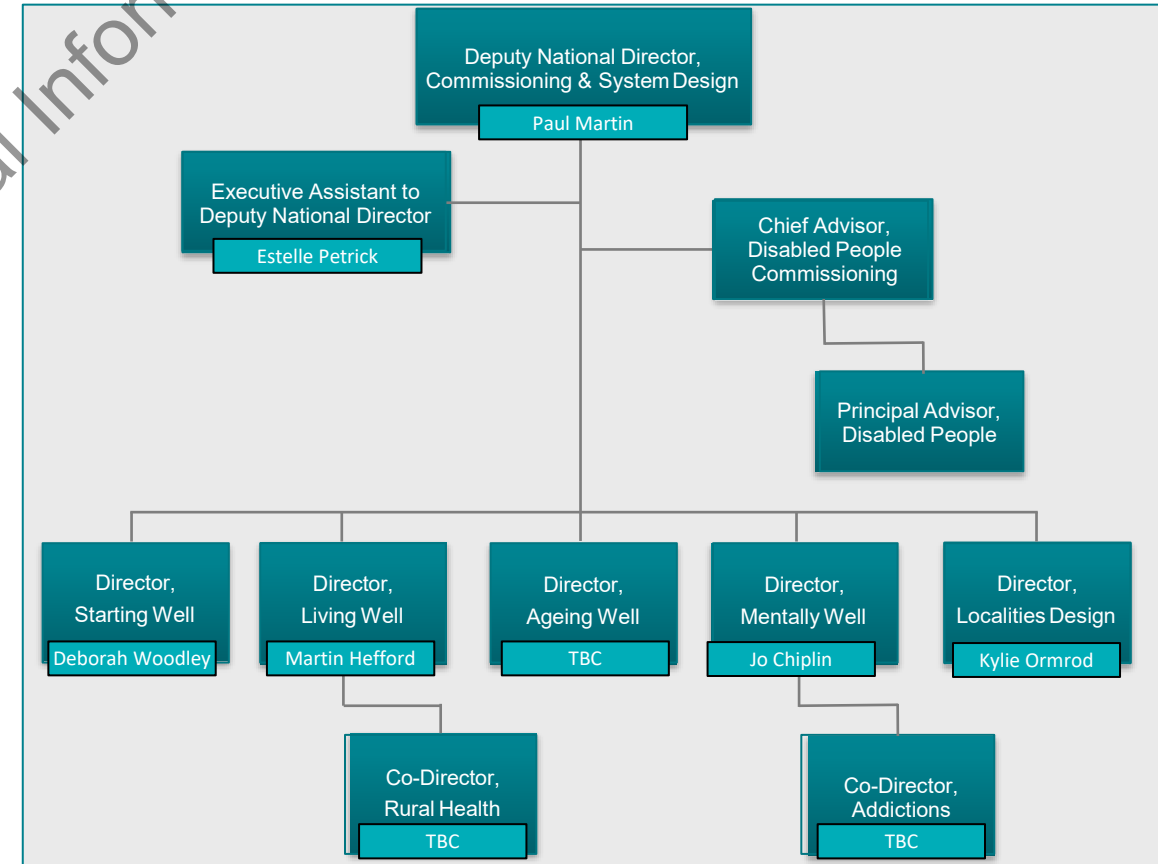 Deputy National Director,
Commissioning & System Design
Paul Martin
Executive Assistant to
Deputy National Director
Estelle Petrick
Chief Advisor,
Disabled People
Commissioning
Principal Advisor,
Disabled People
Director,
Starting Well
Deborah Woodley
Director,
Living Well
Martin Hefford
Director,
Ageing Well
TBC
Director,
Mentally Well
Jo Chiplin
Director,
Localities Design
Kylie Ormrod
Co-Director,
Rural Health
TBC
Co-Director,
Addictions
TBC